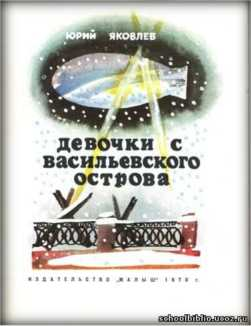 ЮРИЙ ЯКОВЛЕВ
ДЕВОЧКИ С
ВАСИЛЬЕВСКОГО
ОСТРОВА
ИЗДАТЕЛЬСТВО „МАЛЫШ" 1978 г.
schoolbiblio.ucoz.ru